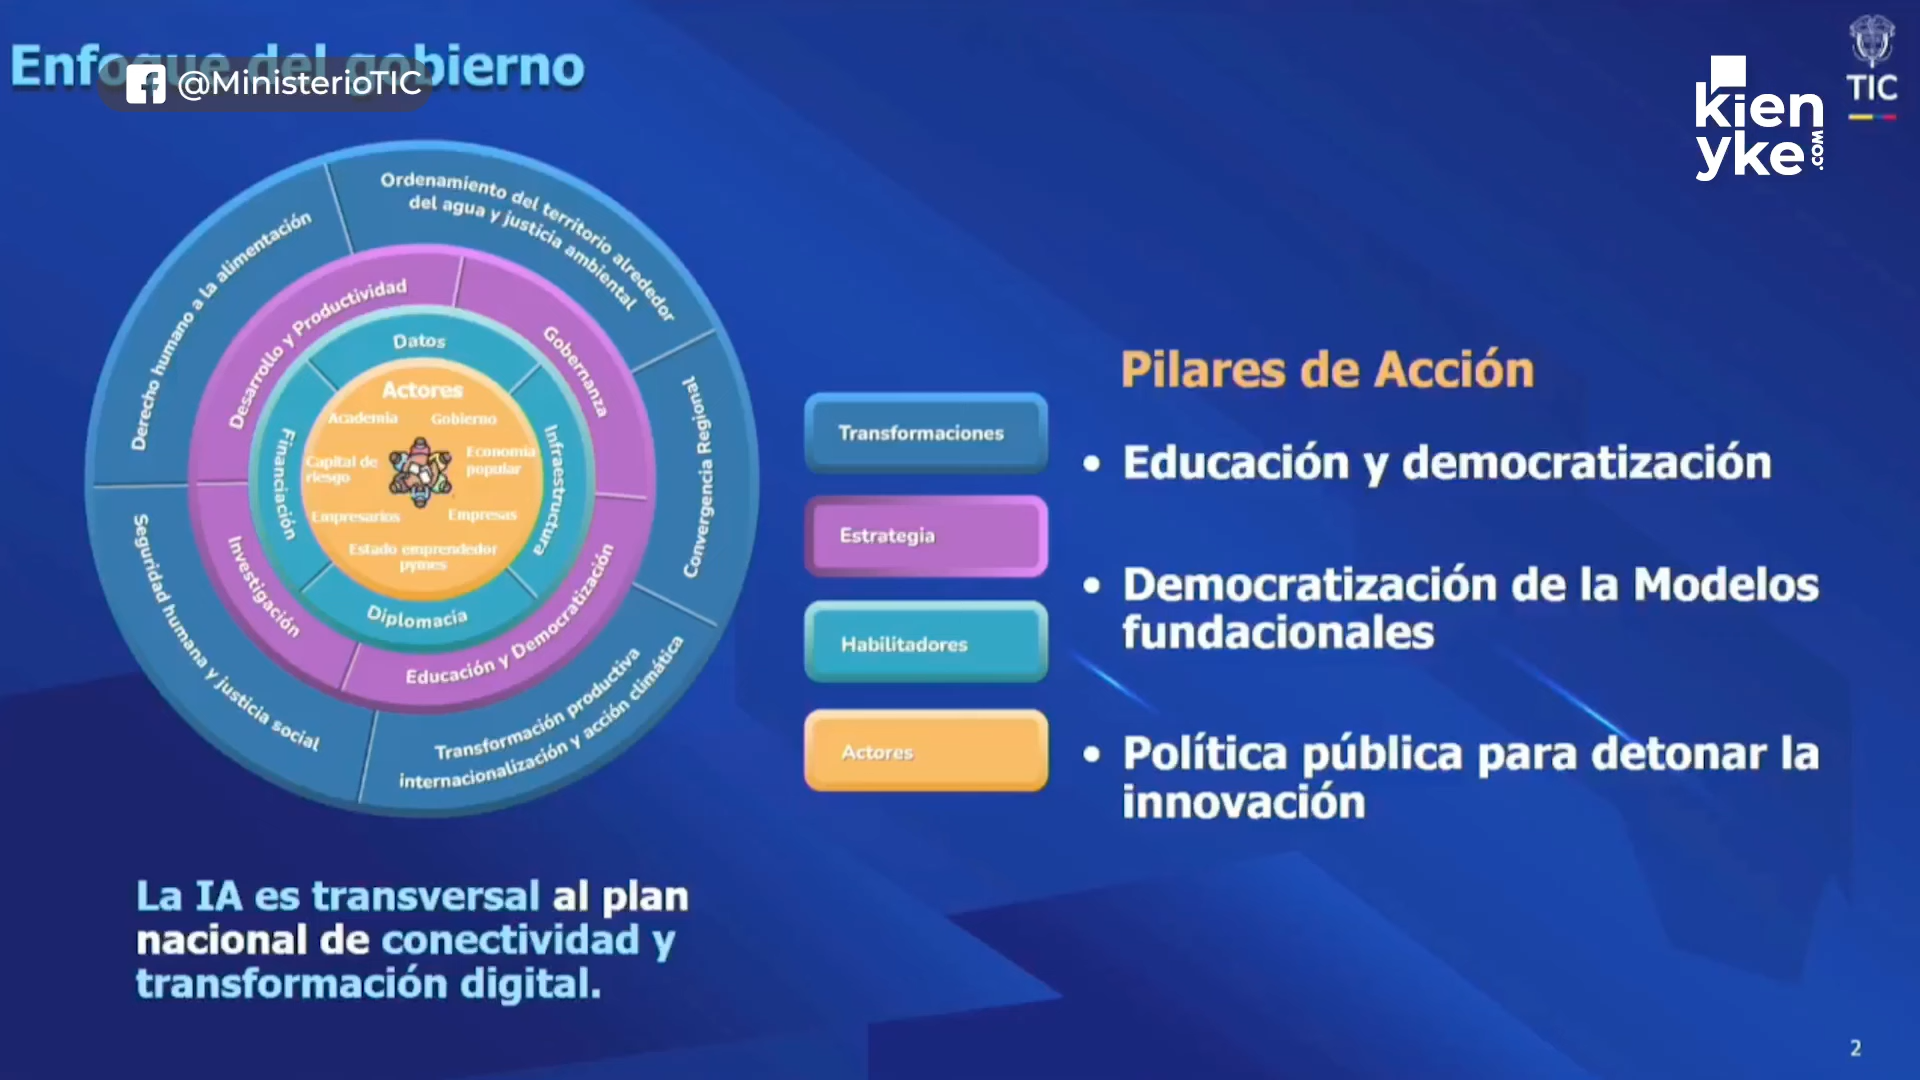 Enfoque del gobierno
@MinisterioTIC
kien
yke
.COM
TIC
Ordenamiento del territorio alrededor
del agua y justicia ambiental
Derecho humano a la alimentación
Convergencia Regional
Seguridad humana y justicia social
Transformación productiva
internacionalización y acción climática
Desarrollo y Productividad
Gobernanza
Investigación
Educación y Democratización
Datos
Financiación
Infraestructura
Diplomacia
Actores
Academia
Gobierno
Capital de
riesgo
Economia
popular
Empresarios
Empresas
Estado emprendedor
pymes
Transformaciones
Estrategia
Habilitadores
Actores
Pilares de Acción
• Educación y democratización
• Democratización de la Modelos
fundacionales
• Política pública para detonar la
innovación
La IA es transversal al plan
nacional de conectividad y
transformación digital.
2